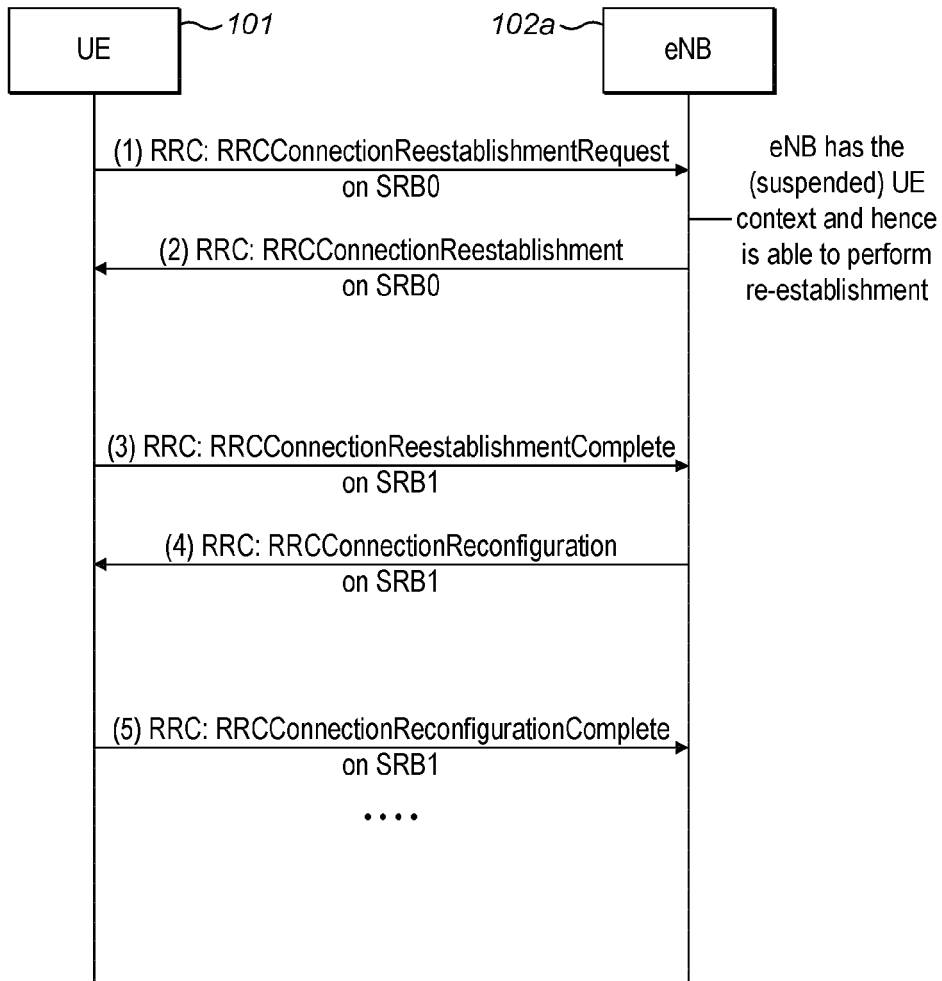 UE
101
102a
eNB
(1) RRC: RRCConnectionReestablishmentRequest
on SRB0
eNB has the
(suspended) UE
context and hence
is able to perform
re-establishment
(2) RRC: RRCConnectionReestablishment
on SRB0
(3) RRC: RRCConnectionReestablishmentComplete
on SRB1
(4) RRC: RRCConnectionReconfiguration
on SRB1
(5) RRC: RRCConnectionReconfigurationComplete
on SRB1
....